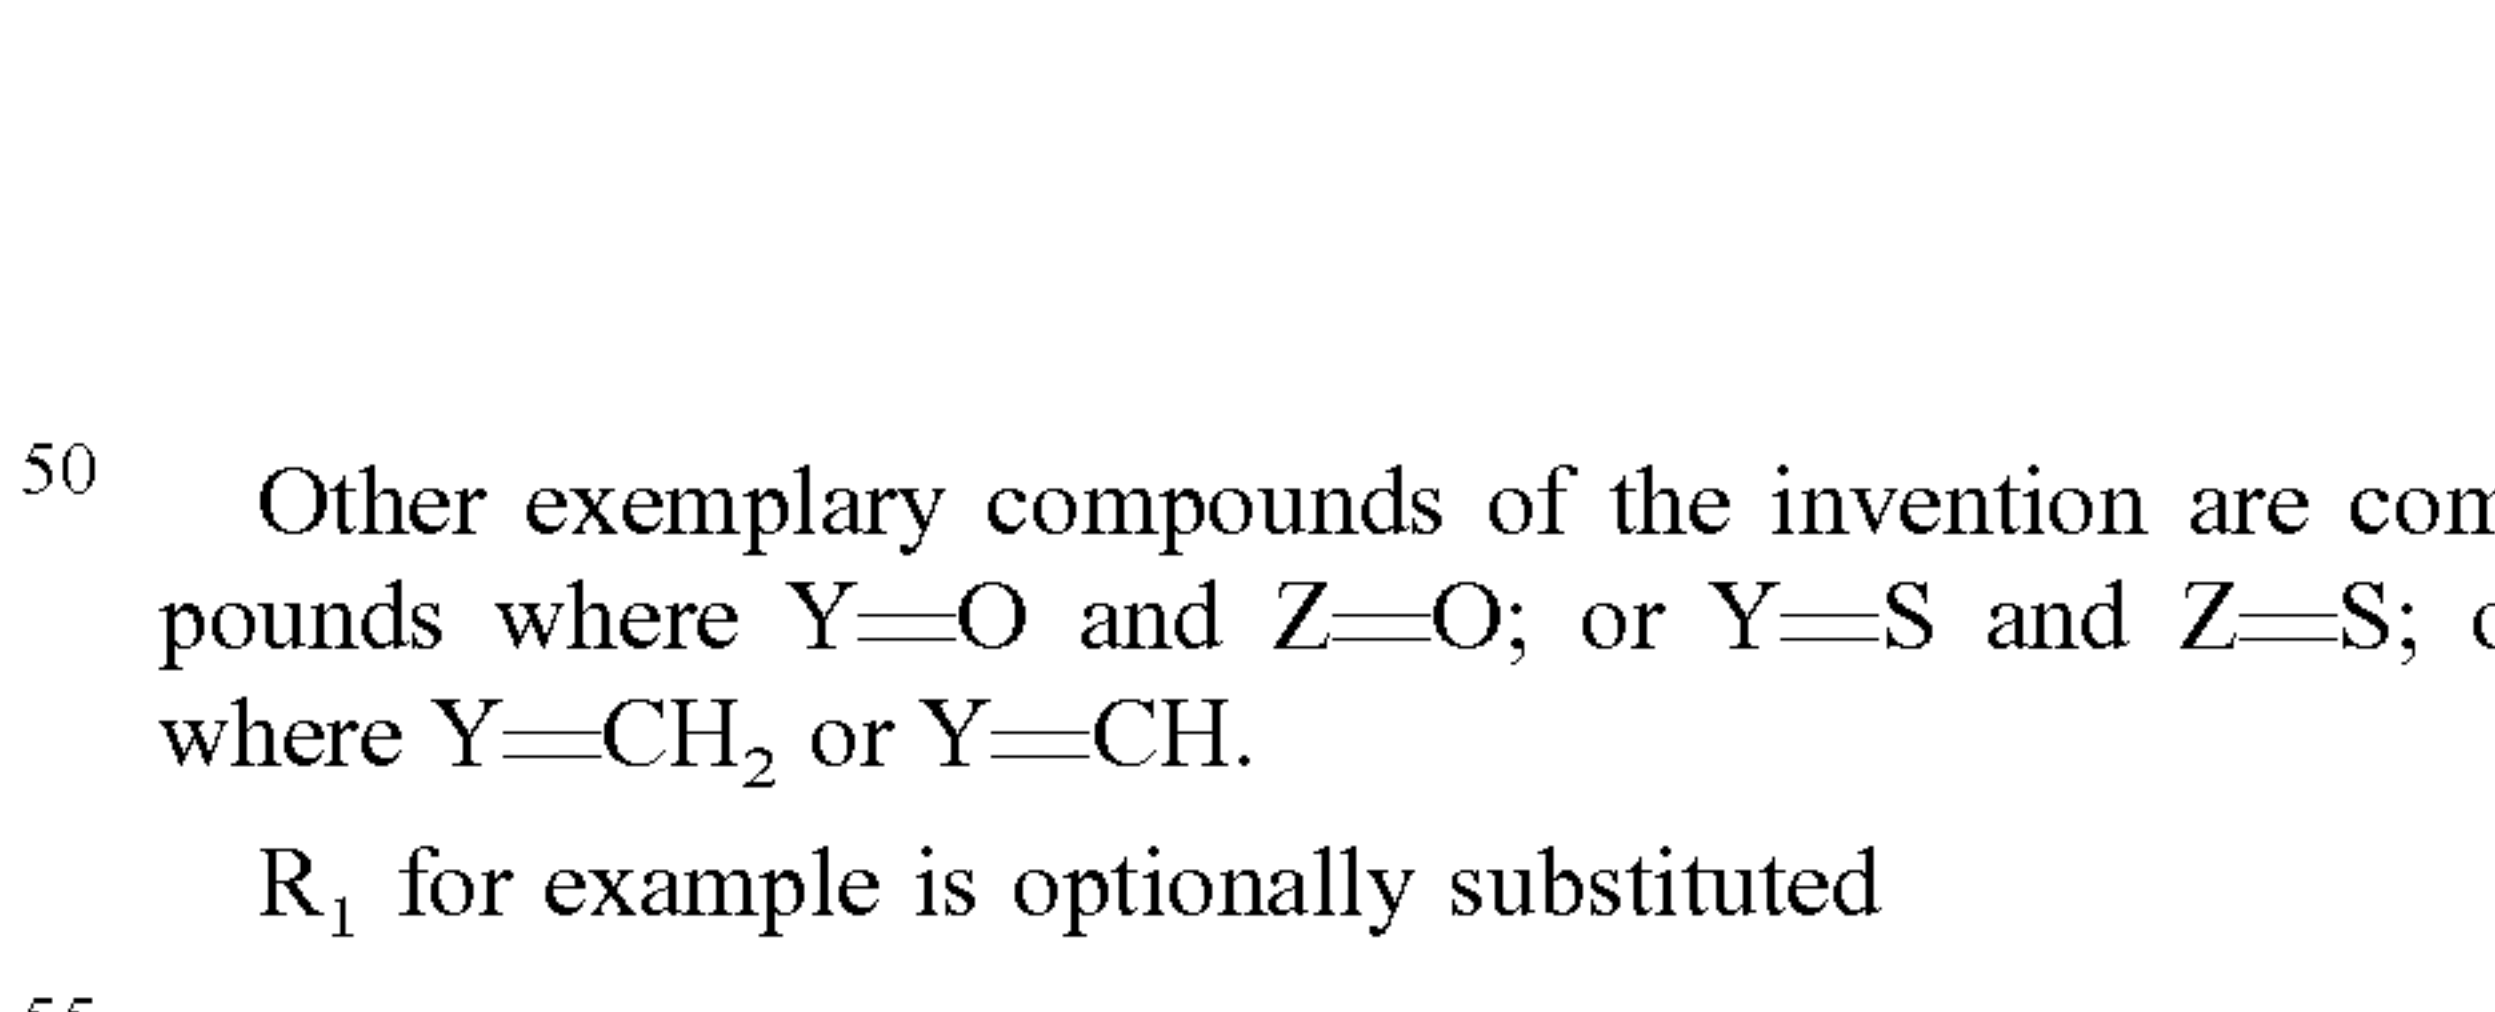 50
Other exemplary compounds of the invention are com
pounds where Y=O and Z=O; or Y=S and Z=S;
where Y=CH₂ or Y=CH.
R₁ for example is optionally substituted